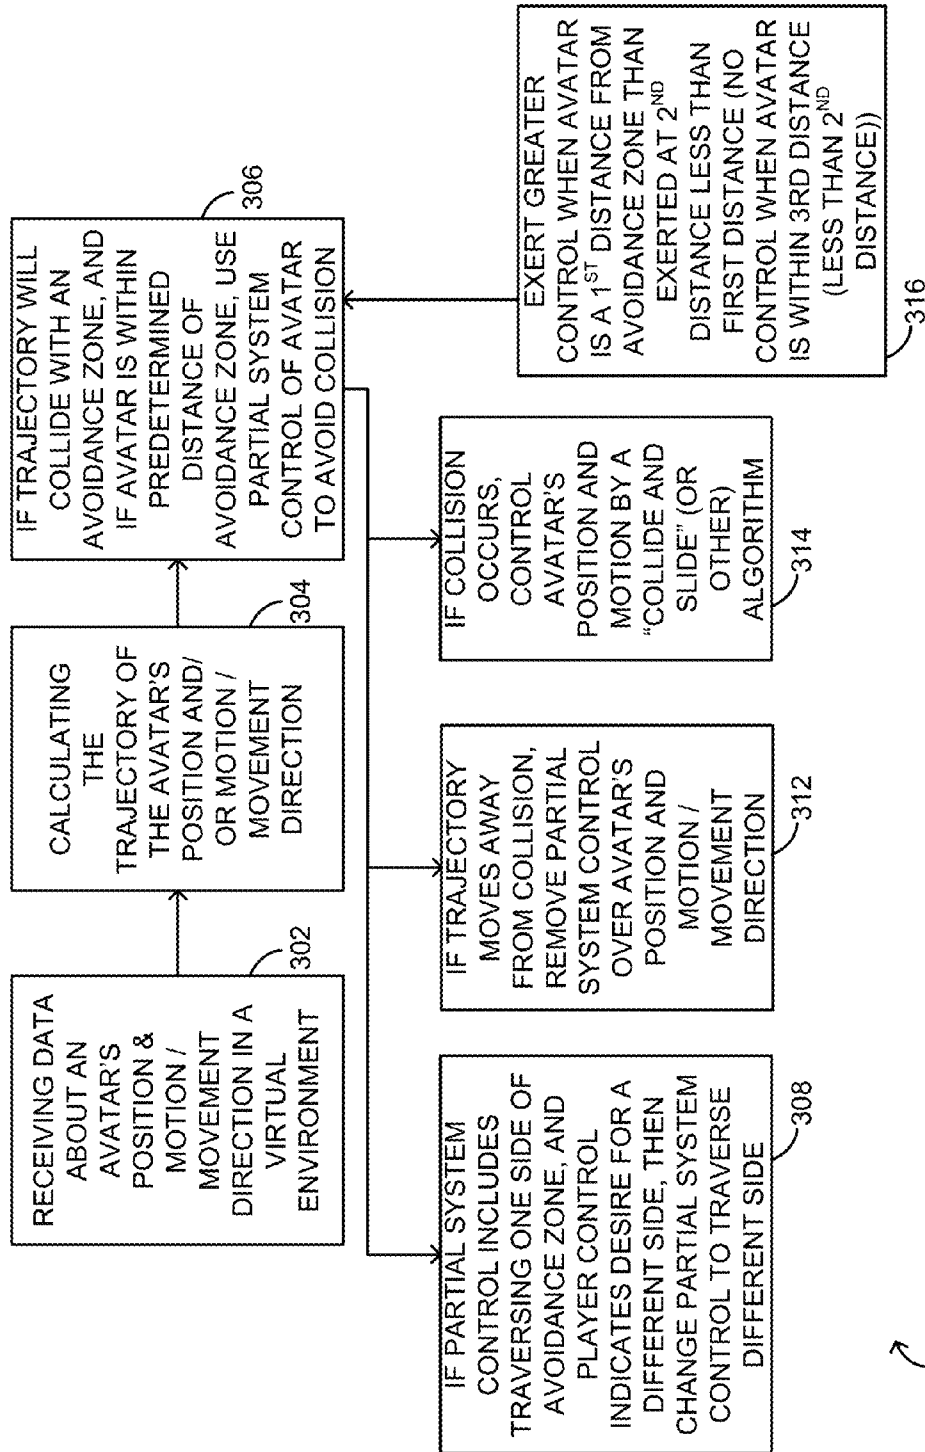 RECEIVING DATA
ABOUT AN
AVATAR'S
POSITION &
MOTION /
MOVEMENT
DIRECTION IN A
VIRTUAL
ENVIRONMENT
302
CALCULATING
THE
TRAJECTORY OF
THE AVATAR'S
POSITION AND/
OR MOTION /
MOVEMENT
DIRECTION
304
IF TRAJECTORY WILL
COLLIDE WITH AN
AVOIDANCE ZONE, AND
IF AVATAR IS WITHIN
PREDETERMINED
DISTANCE OF
AVOIDANCE ZONE, USE
PARTIAL SYSTEM
CONTROL OF AVATAR
TO AVOID COLLISION
306
IF PARTIAL SYSTEM
CONTROL INCLUDES
TRAVERSING ONE SIDE OF
AVOIDANCE ZONE, AND
PLAYER CONTROL
INDICATES DESIRE FOR A
DIFFERENT SIDE, THEN
CHANGE PARTIAL SYSTEM
CONTROL TO TRAVERSE
DIFFERENT SIDE
308
IF TRAJECTORY
MOVES AWAY
FROM COLLISION,
REMOVE PARTIAL
SYSTEM CONTROL
OVER AVATAR'S
POSITION AND
MOTION /
MOVEMENT
DIRECTION
312
IF COLLISION
OCCURS,
CONTROL
AVATAR'S
POSITION AND
MOTION BY A
"COLLIDE AND
SLIDE" (OR
OTHER)
ALGORITHM
314
EXERT GREATER
CONTROL WHEN AVATAR
IS A 1ST DISTANCE FROM
AVOIDANCE ZONE THAN
EXERTED AT 2ND
DISTANCE LESS THAN
FIRST DISTANCE (NO
CONTROL WHEN AVATAR
IS WITHIN 3RD DISTANCE
(LESS THAN 2ND
DISTANCE))
316